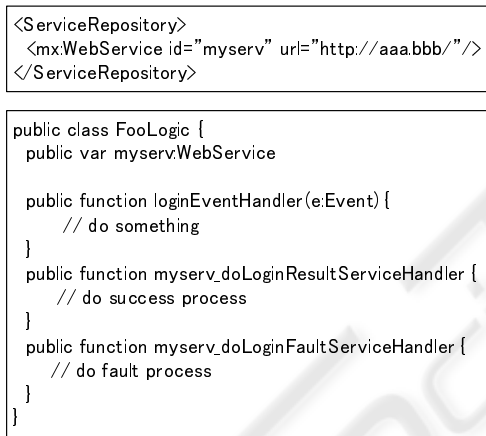 <ServiceRepository>
<mx:WebService id="myserv" url="http://aaa.bbb/"/>
</ServiceRepository>
public class FooLogic {
public var myserv:WebService
public function loginEventHandler(e:Event) {
// do something
}
public function myserv_doLoginResultServiceHandler {
// do success process
}
public function myserv_doLoginFaultServiceHandler {
// do fault process
}
}